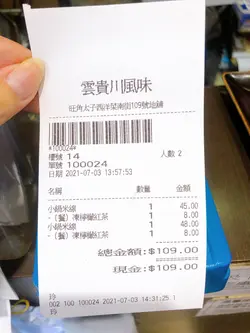 雲貴川風味
旺角太子西洋菜南街109號地舖
*100024*
樓號 14 人數 2
單號 100024
日期 2021-07-03 13:57:53
名稱 數量 金額
小鍋米線 1 45.00
- (餐) 凍檸檬紅茶 1 8.00
小鍋米線 1 48.00
- (餐) 凍檸檬紅茶 1 8.00
總金額:$109.00
現金:$109.00
玲
002 100 100024 2021-07-03 14:31:25.1
玲